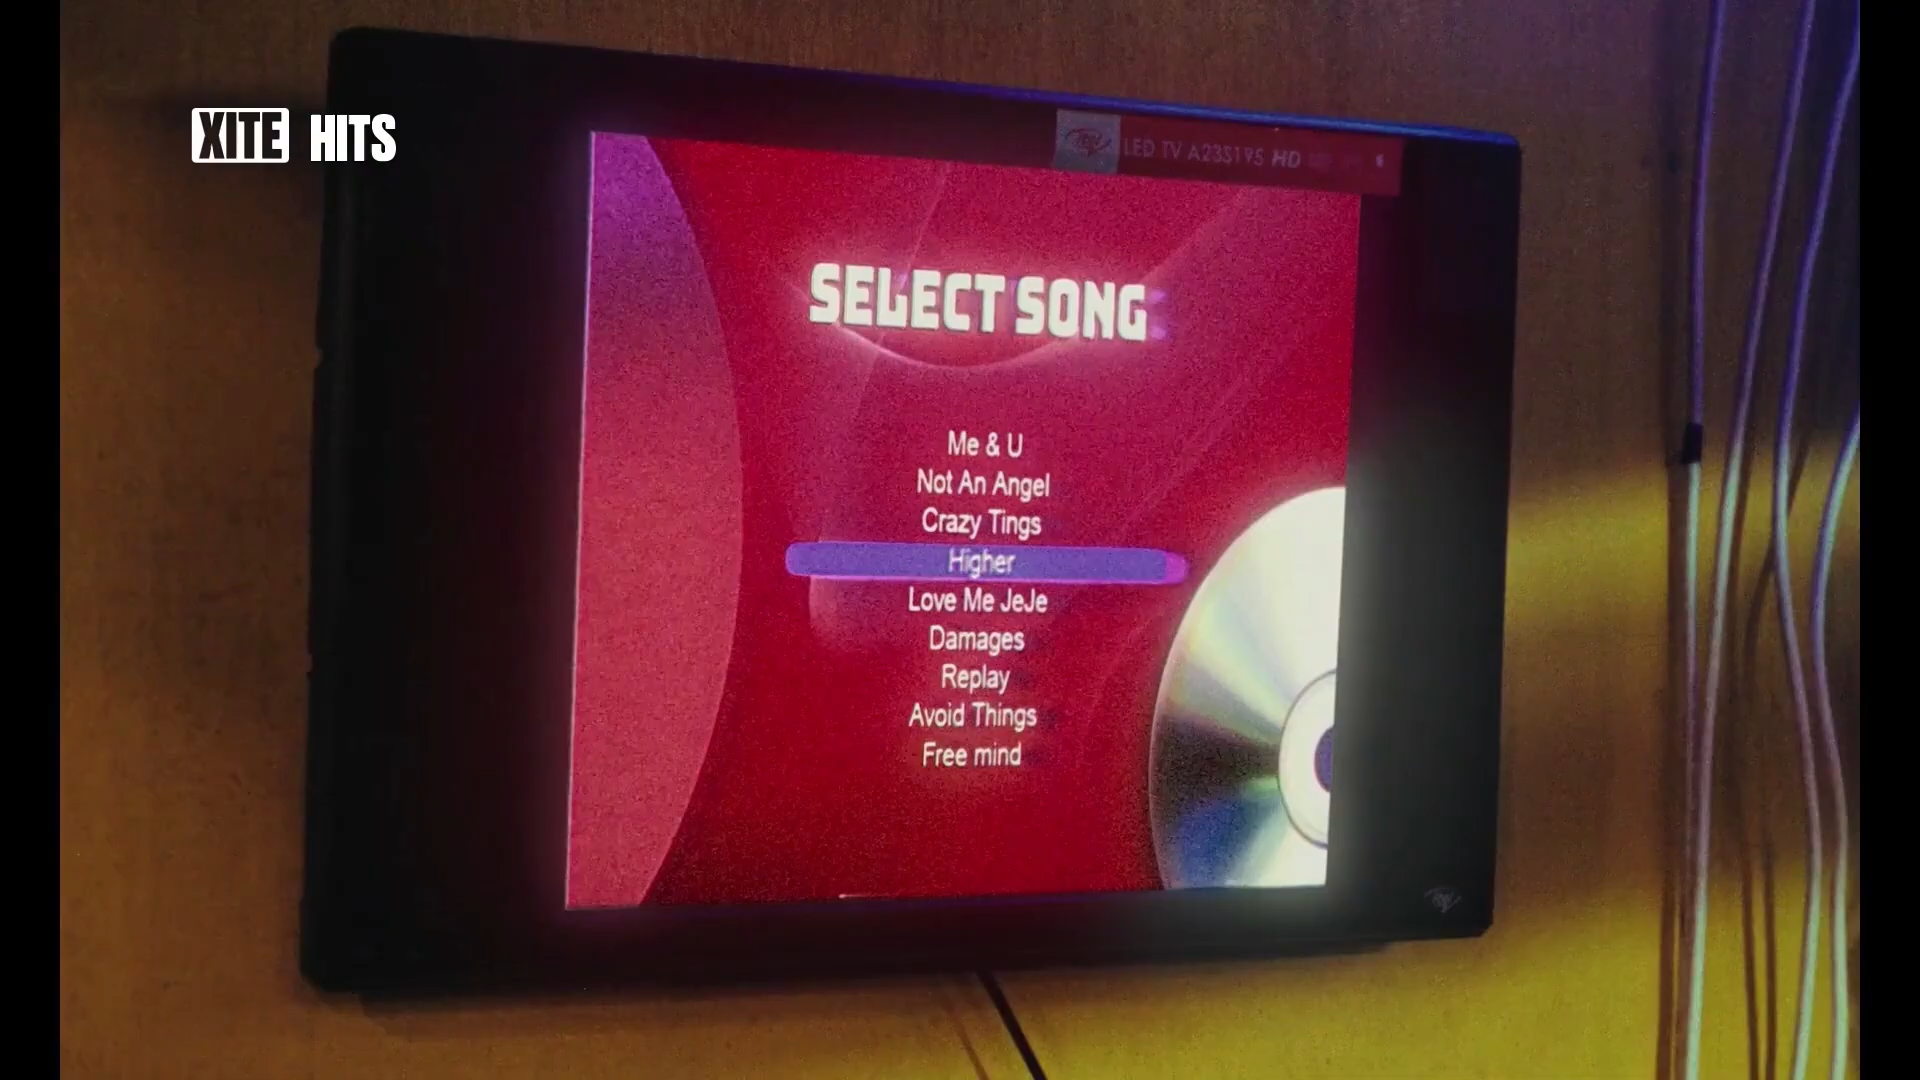 XITE HITS
LED TV A23S195 HD
SELECT SONG
Me & U
Not An Angel
Crazy Tings
Higher
Love Me JeJe
Damages
Replay
Avoid Things
Free mind